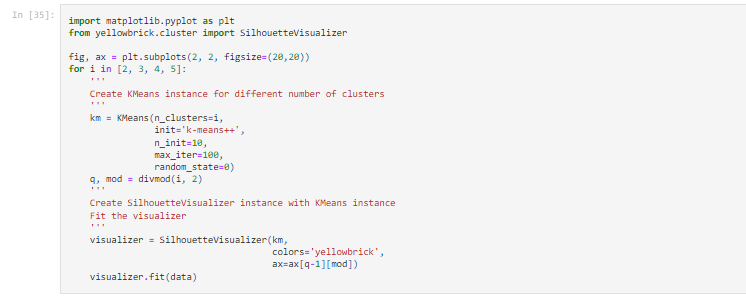 In [35]:
import matplotlib.pyplot as plt
from yellowbrick.cluster import SilhouetteVisualizer

fig, ax = plt.subplots(2, 2, figsize=(20,20))
for i in [2, 3, 4, 5]:
    '''
    Create KMeans instance for different number of clusters
    '''
    km = KMeans(n_clusters=i,
                init='k-means++',
                n_init=10,
                max_iter=100,
                random_state=0)
    q, mod = divmod(i, 2)
    '''
    Create SilhouetteVisualizer instance with KMeans instance
    Fit the visualizer
    '''
    visualizer = SilhouetteVisualizer(km,
                                      colors='yellowbrick',
                                      ax=ax[q-1][mod])
    visualizer.fit(data)